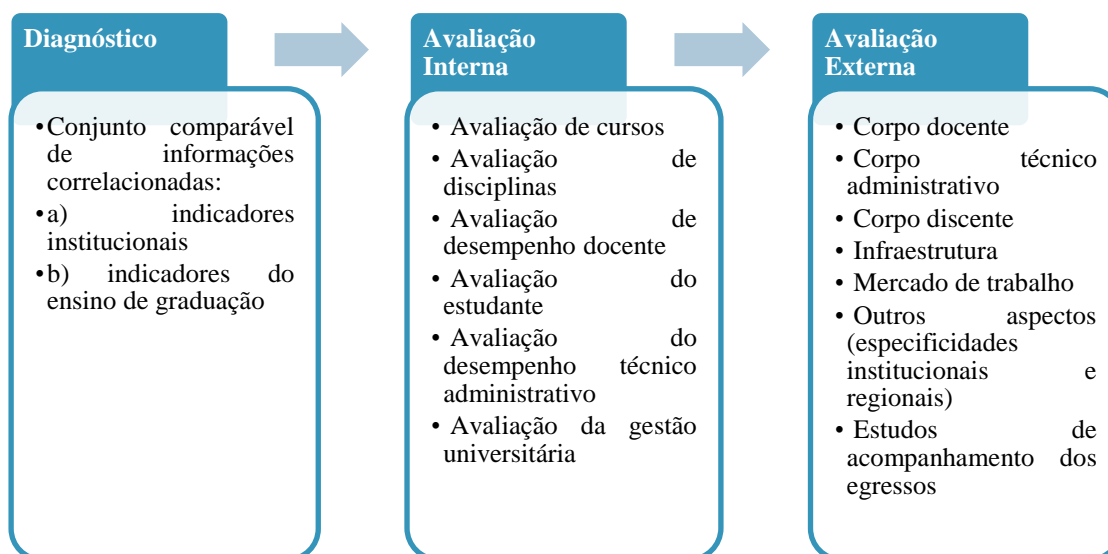 Diagnóstico
•Conjunto comparável
de informações
correlacionadas:
•a) indicadores
institucionais
•b) indicadores do
ensino de graduação
Avaliação
Interna
• Avaliação de cursos
• Avaliação de
disciplinas
• Avaliação de
desempenho docente
• Avaliação do
estudante
• Avaliação do
desempenho técnico
administrativo
• Avaliação da gestão
universitária
Avaliação
Externa
• Corpo docente
• Corpo técnico
administrativo
• Corpo discente
• Infraestrutura
• Mercado de trabalho
• Outros aspectos
(especificidades
institucionais e
regionais)
• Estudos de
acompanhamento dos
egressos